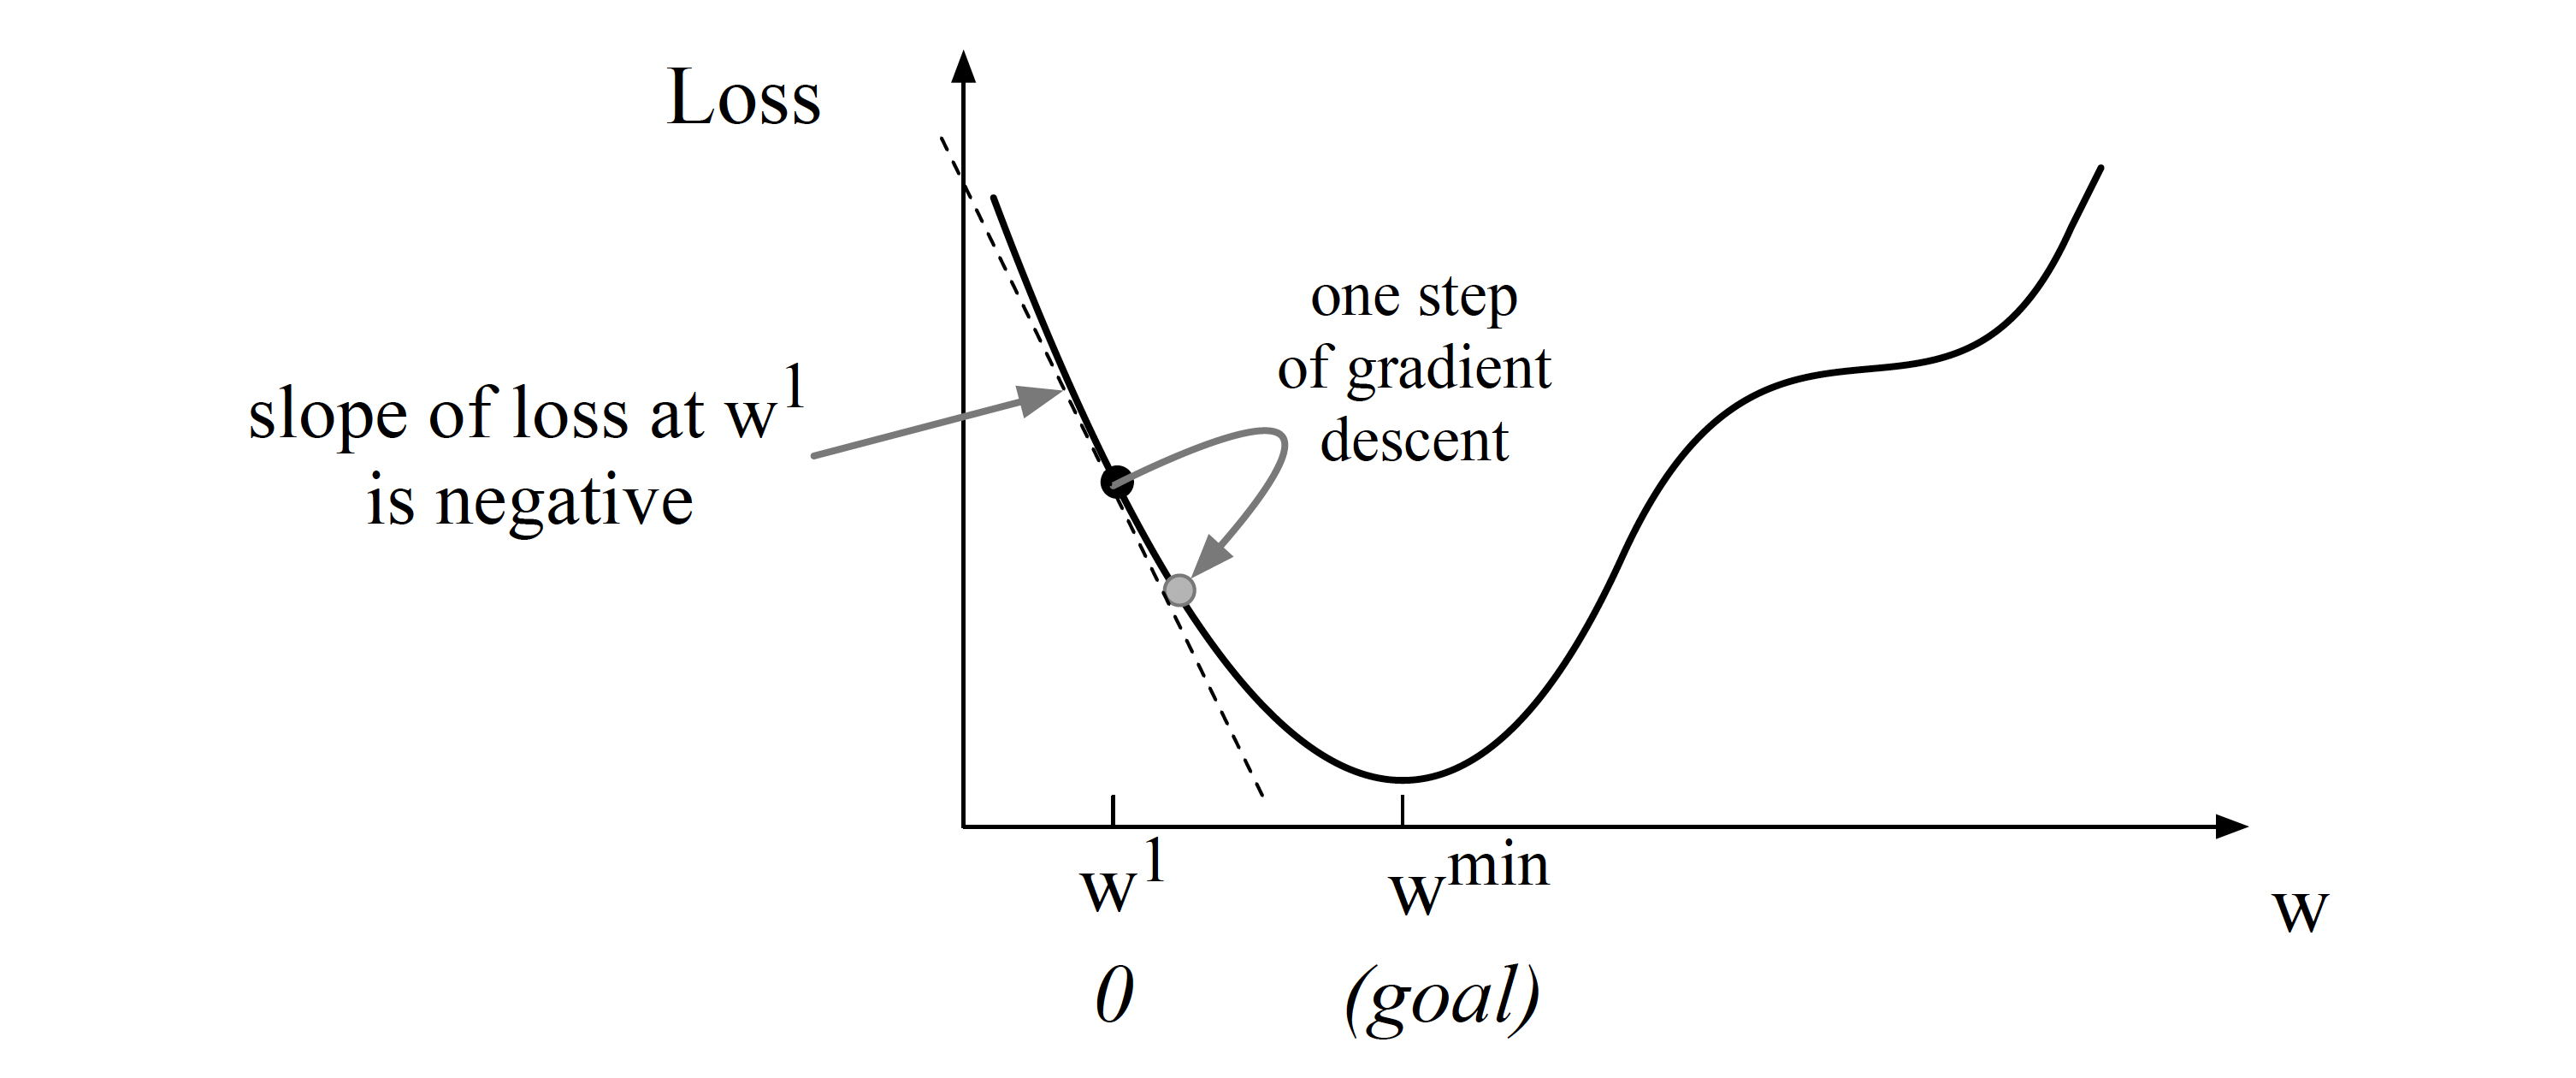 Loss
one step
of gradient
descent
slope of loss at w¹
is negative
w¹
wᵐⁱⁿ
w
0
(goal)